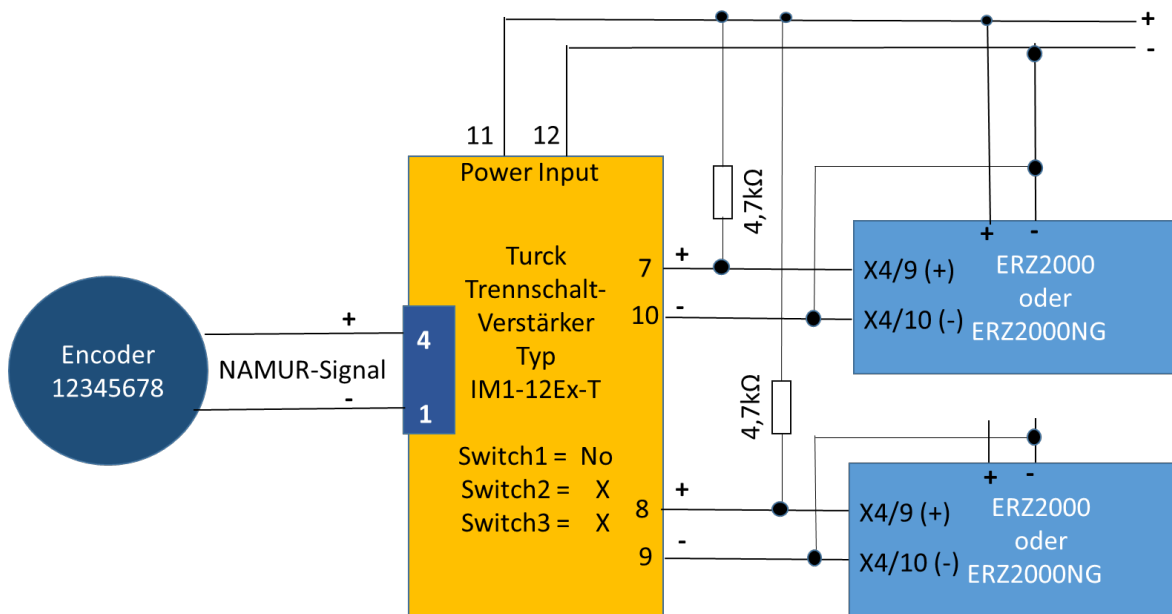 +
-
11 12
Power Input
4,7kΩ
Turck
Trennschalt-
Verstärker
Typ
IM1-12Ex-T
7 +
10 -
+ -
X4/9 (+)
X4/10 (-)
ERZ2000
oder
ERZ2000NG
Encoder
12345678
+
NAMUR-Signal
-
4
1
4,7kΩ
Switch1 = No
Switch2 = X
Switch3 = X
8 +
9 -
+ -
X4/9 (+)
X4/10 (-)
ERZ2000
oder
ERZ2000NG